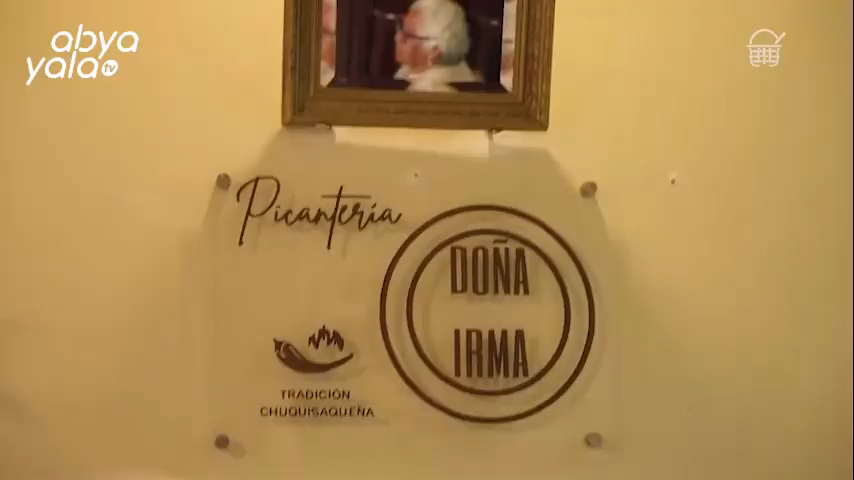 abya
yala tv
Picantería
DOÑA
IRMA
TRADICIÓN
CHUQUISAQUEÑA